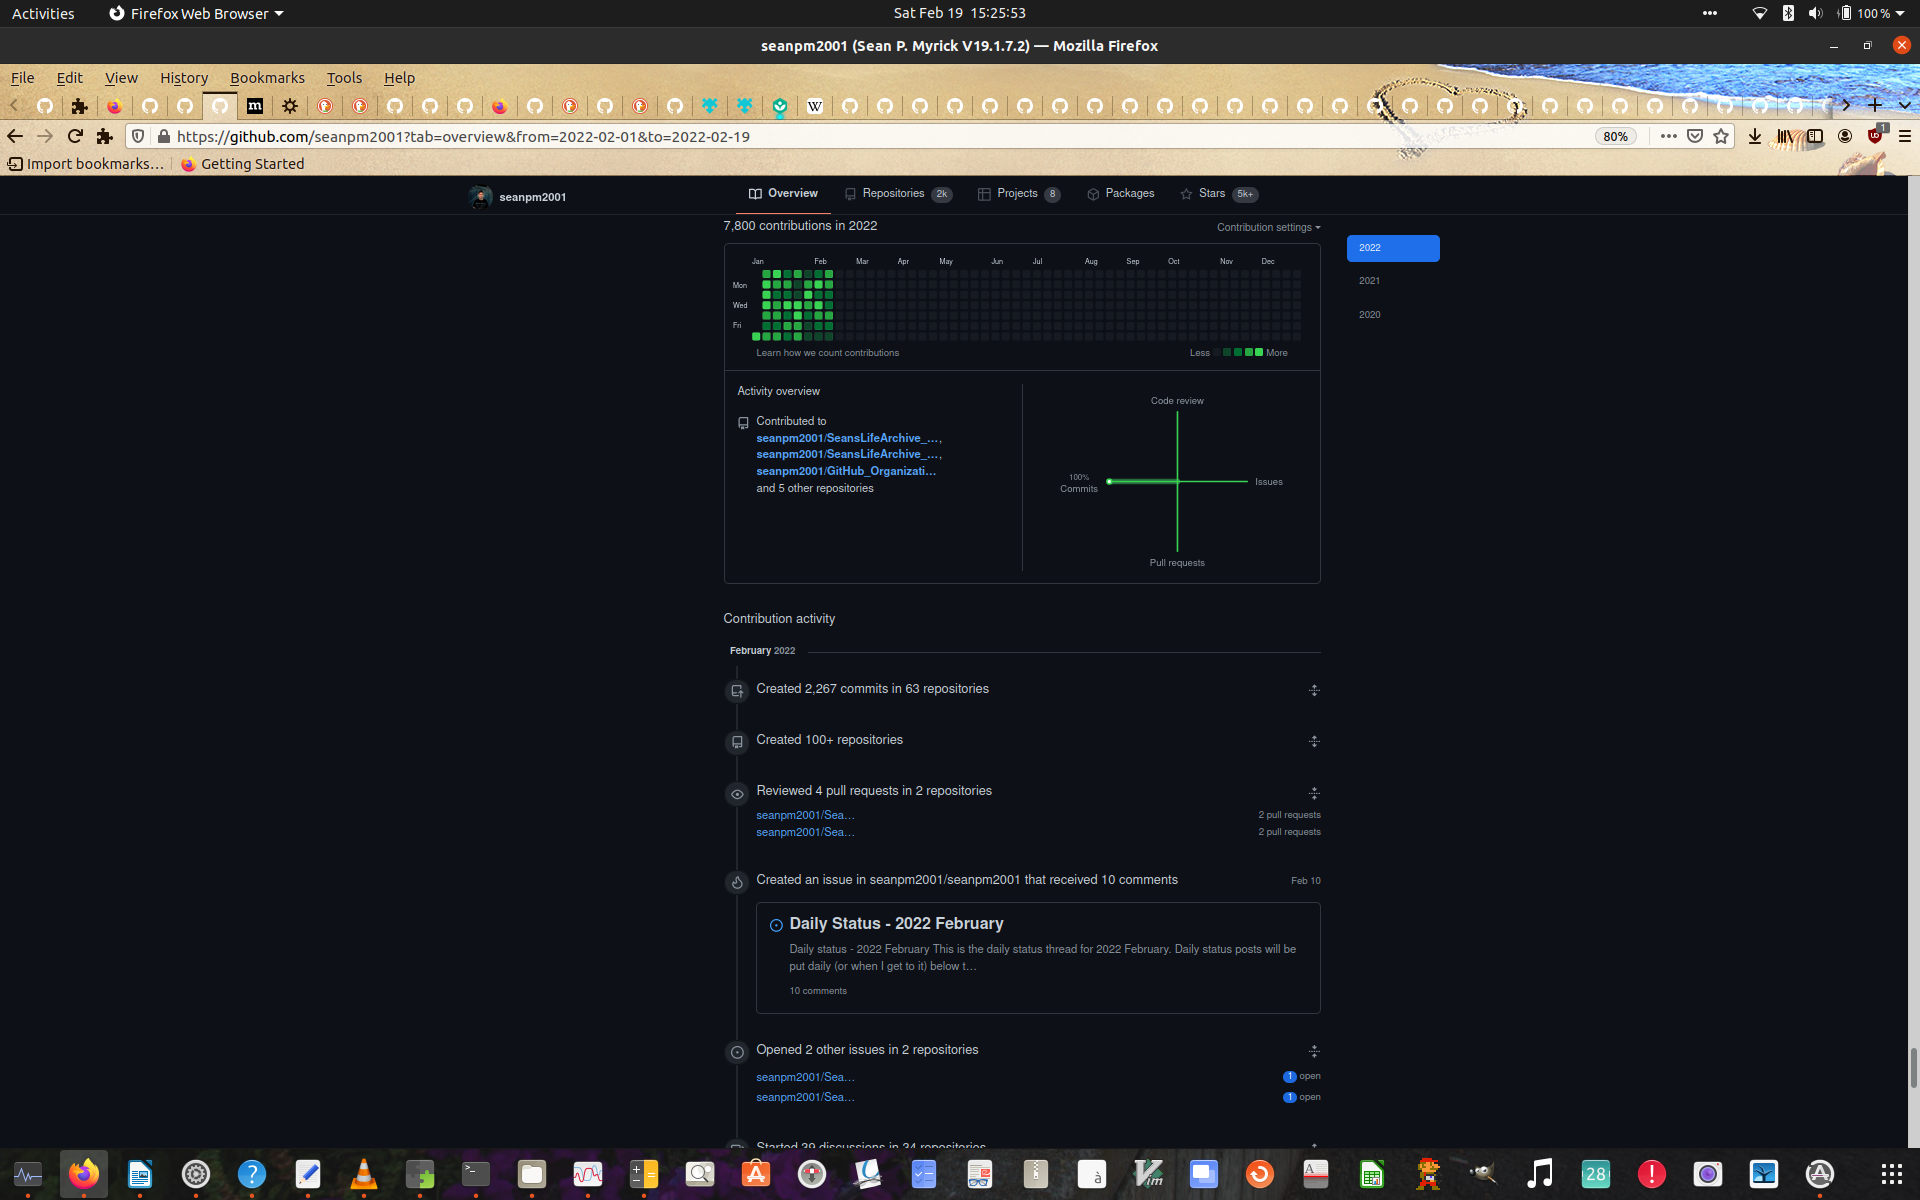 Activities
Firefox Web Browser
Sat Feb 19 15:25:53
100 %
seanpm2001 (Sean P. Myrick V19.1.7.2) — Mozilla Firefox
File Edit View History Bookmarks Tools Help
https://github.com/seanpm2001?tab=overview&from=2022-02-01&to=2022-02-19
80%
1
Import bookmarks...
Getting Started
seanpm2001
Overview
Repositories 2k
Projects 8
Packages
Stars 5k+
7,800 contributions in 2022
Contribution settings
2022
2021
2020
Jan Feb Mar Apr May Jun Jul Aug Sep Oct Nov Dec
Mon
Wed
Fri
Learn how we count contributions
Less More
Activity overview
Contributed to
seanpm2001/SeansLifeArchive_...,
seanpm2001/SeansLifeArchive_...,
seanpm2001/GitHub_Organizati...
and 5 other repositories
Code review
100%
Commits
Issues
Pull requests
Contribution activity
February 2022
Created 2,267 commits in 63 repositories
Created 100+ repositories
Reviewed 4 pull requests in 2 repositories
seanpm2001/Sea... 2 pull requests
seanpm2001/Sea... 2 pull requests
Created an issue in seanpm2001/seanpm2001 that received 10 comments
Feb 10
Daily Status - 2022 February
Daily status - 2022 February This is the daily status thread for 2022 February. Daily status posts will be
put daily (or when I get to it) below t...
10 comments
Opened 2 other issues in 2 repositories
seanpm2001/Sea... 1 open
seanpm2001/Sea... 1 open
Started 39 discussions in 34 repositories
28